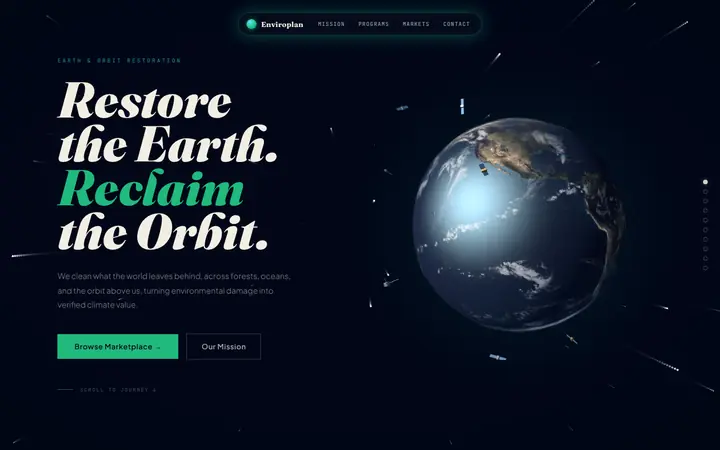 Enviroplan MISSION PROGRAMS MARKETS CONTACT
EARTH & ORBIT RESTORATION
Restore
the Earth.
Reclaim
the Orbit.
We clean what the world leaves behind, across forests, oceans,
and the orbit above us, turning environmental damage into
verified climate value.
Browse Marketplace → Our Mission
SCROLL TO JOURNEY ↓